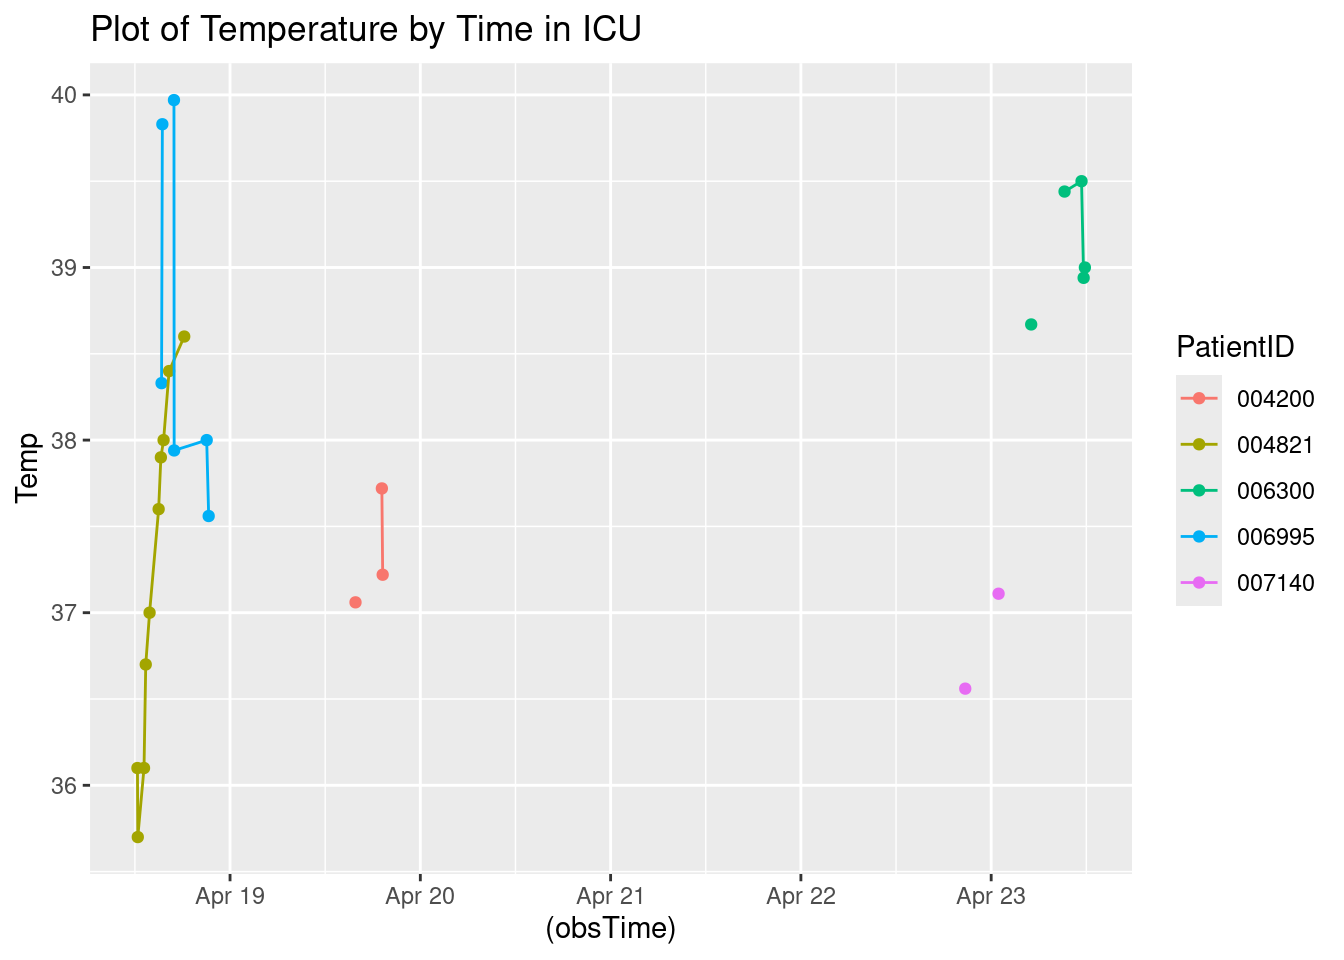 Plot of Temperature by Time in ICU
40
39
38
37
36
Temp
Apr 19 Apr 20 Apr 21 Apr 22 Apr 23
(obsTime)
PatientID
004200
004821
006300
006995
007140